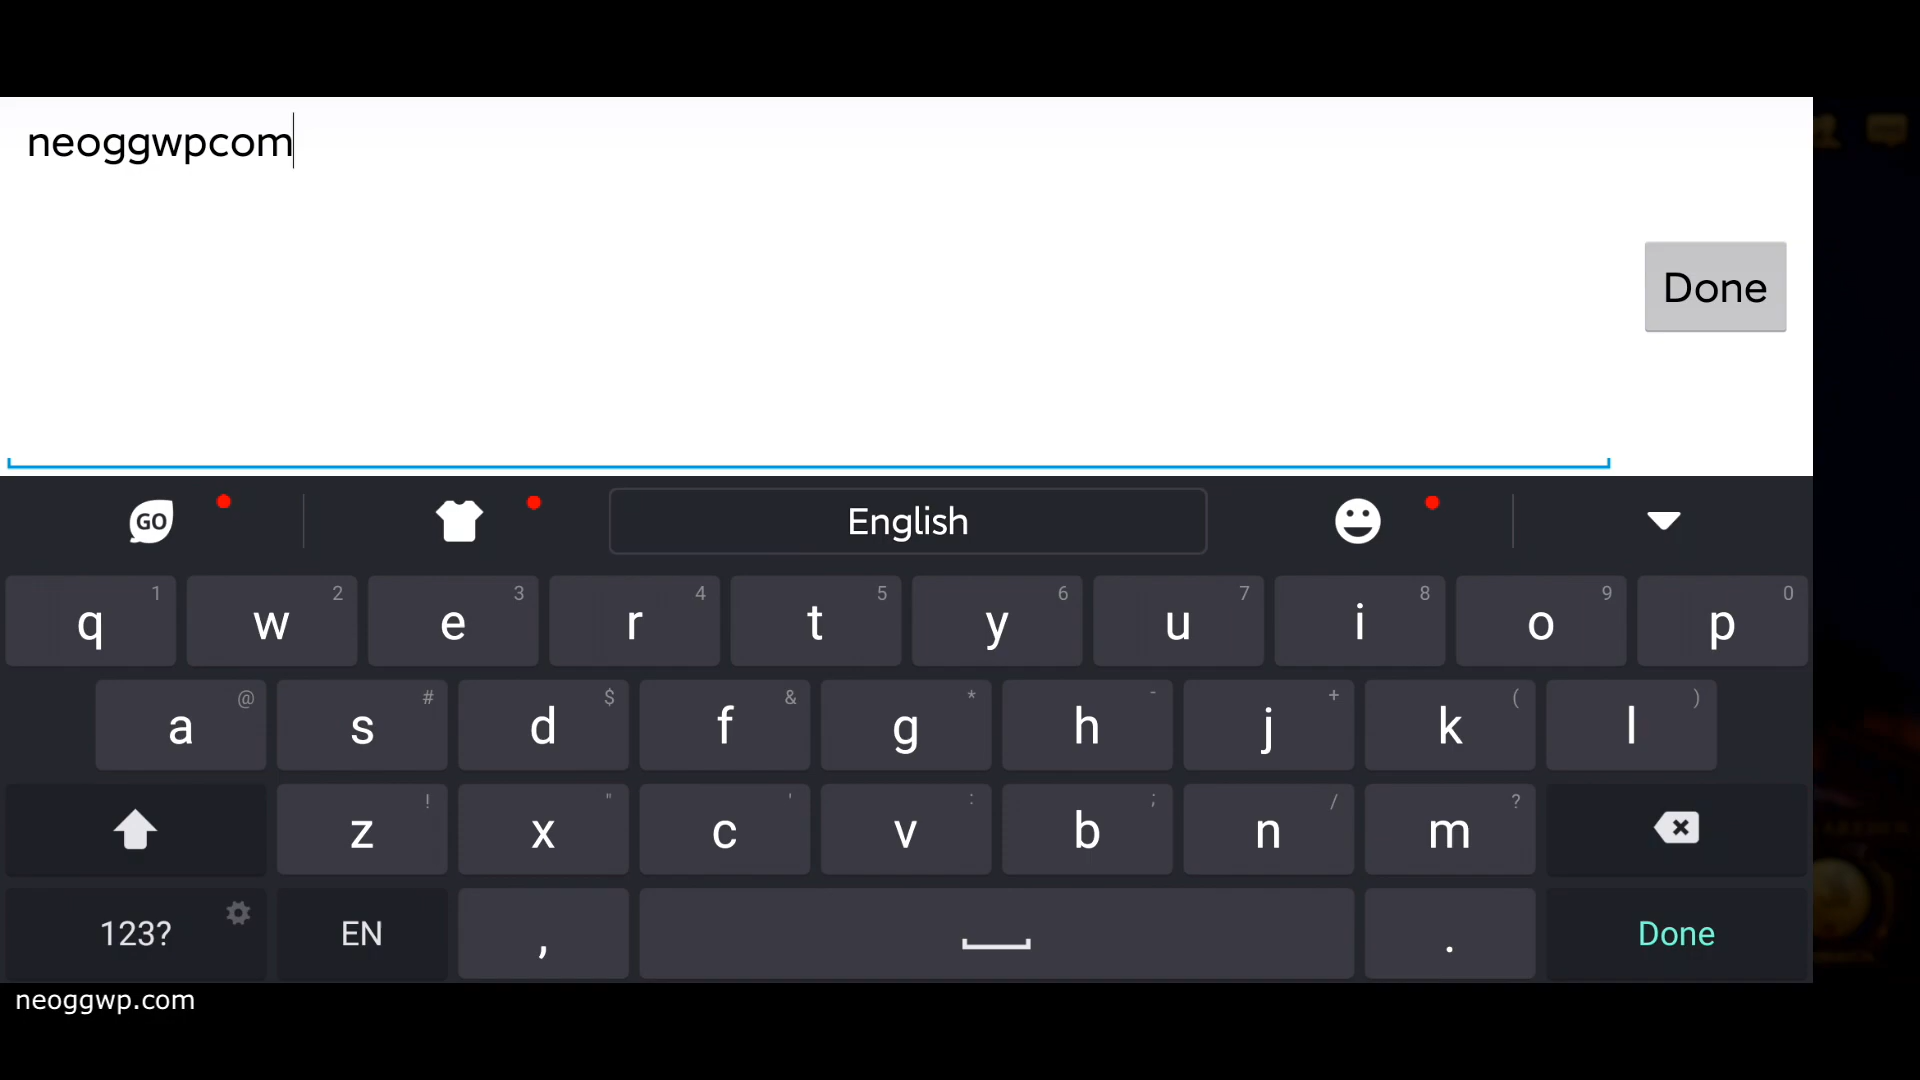 neoggwpcom
Done
GO
English
1 2 3 4 5 6 7 8 9 0
q w e r t y u i o p
@ # $ & * - + ( )
a s d f g h j k l
! " ' : ; / ?
z x c v b n m
123? EN , . Done
neoggwp.com